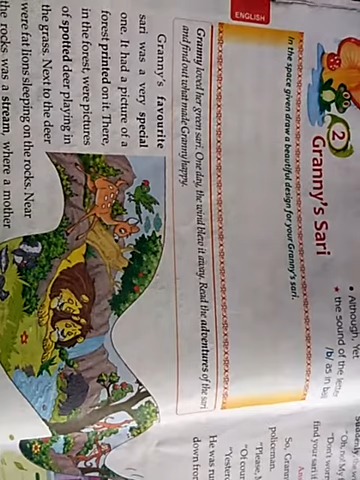 ENGLISH
2
Granny's Sari
In the space given draw a beautiful design for your Granny's sari.
Granny loved her green sari. One day, the wind blew it away. Read the adventures of the sari
and find out what made Granny happy.
Granny's favourite
sari was a very special
one. It had a picture of a
forest printed on it. There,
in the forest, were pictures
of spotted deer playing in
the grass. Next to the deer
were fat lions sleeping on the rocks. Near
the rocks was a stream, where a mother
Although, Yet
the sound of the letter
/b/ as in
Suddenly,
"Oh, no! My
"Don't
find your sari
So, Grann
policeman.
"Please,
"Of cour
"Yester
He was
down fro